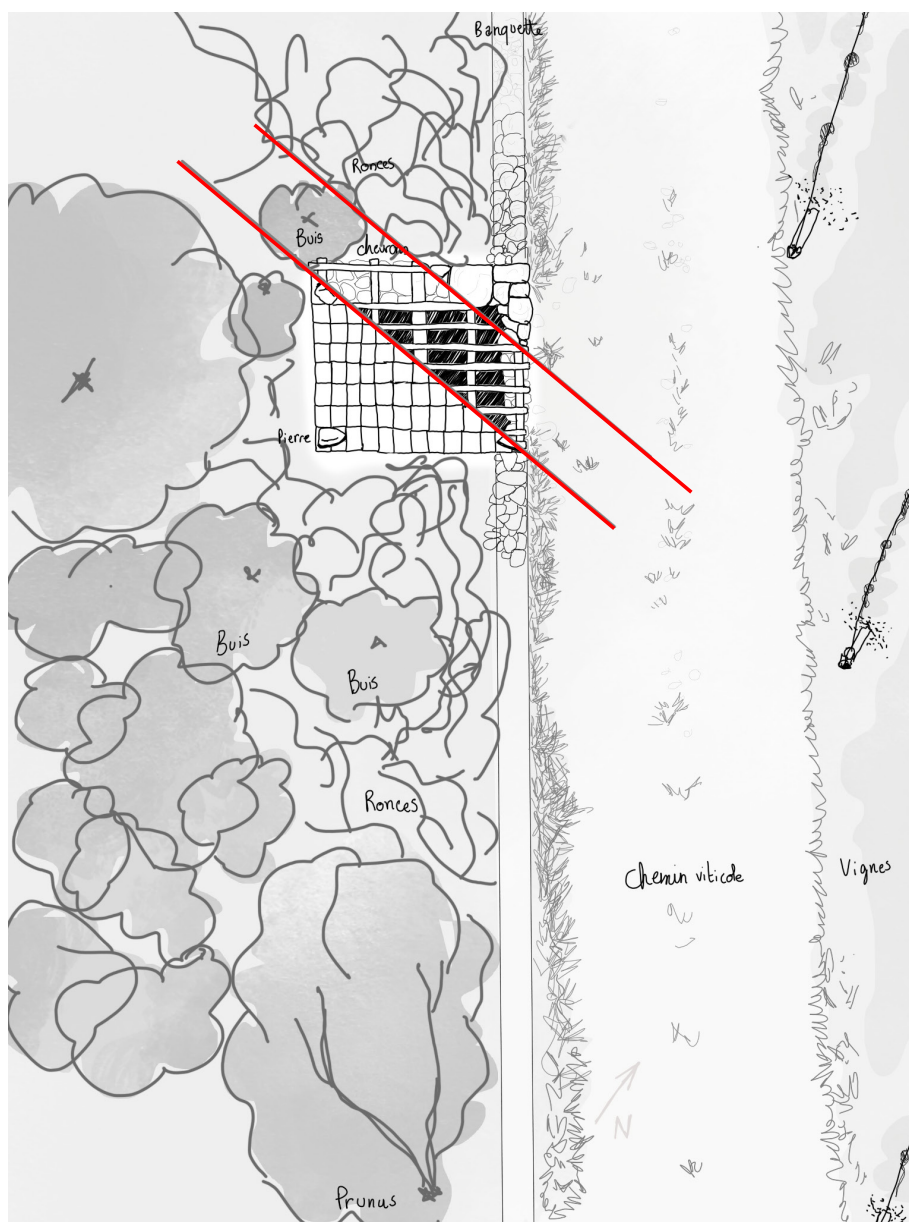 Banquette
Ronces
Buis
chevron
Pierre
Buis
Buis
Ronces
Chemin viticole
Vignes
N
Prunus